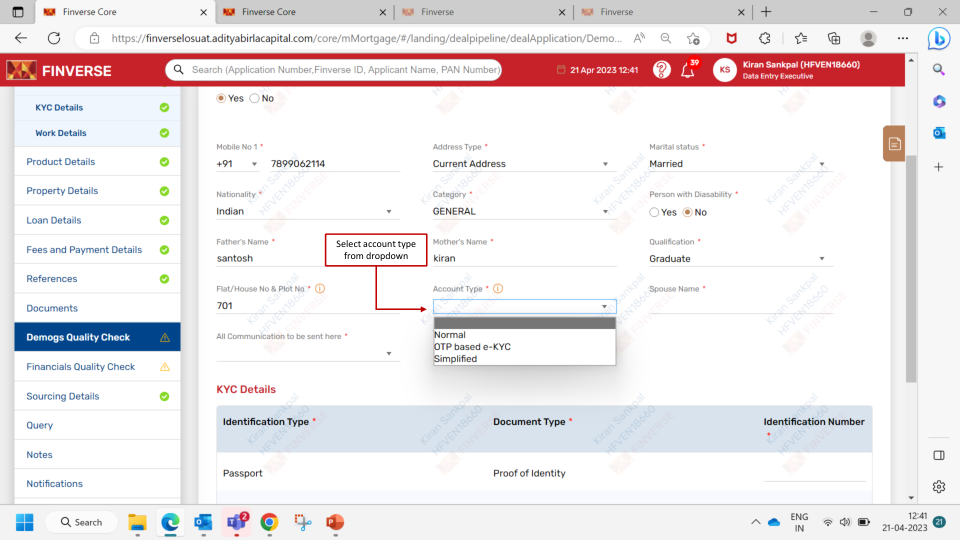 Finverse Core
Finverse Core
Finverse
Finverse
https://finverselosuat.adityabirlacapital.com/core/mMortgage/#/landing/dealpipeline/dealApplication/Demo...
FINVERSE
Search (Application Number,Finverse ID, Applicant Name, PAN Number)
21 Apr 2023 12:41
39
KS
Kiran Sankpal (HFVEN18660)
Data Entry Executive
KYC Details
Work Details
Product Details
Property Details
Loan Details
Fees and Payment Details
References
Documents
Demogs Quality Check
Financials Quality Check
Sourcing Details
Query
Notes
Notifications
Yes No
Mobile No 1 * Address Type * Marital status *
+91 7899062114 Current Address Married
Nationality * Category * Person with Diasability *
Indian GENERAL Yes No
Father's Name * Mother's Name * Qualification *
santosh kiran Graduate
Select account type
from dropdown
Flat/House No & Plot No * Account Type * Spouse Name *
701
Normal
OTP based e-KYC
Simplified
All Communication to be sent here *
KYC Details
Identification Type * Document Type * Identification Number
*
Passport Proof of Identity
Kiran Sankpal
HFVEN18660
FINVERSE
Search
2
ENG
IN
12:41
21-04-2023
21